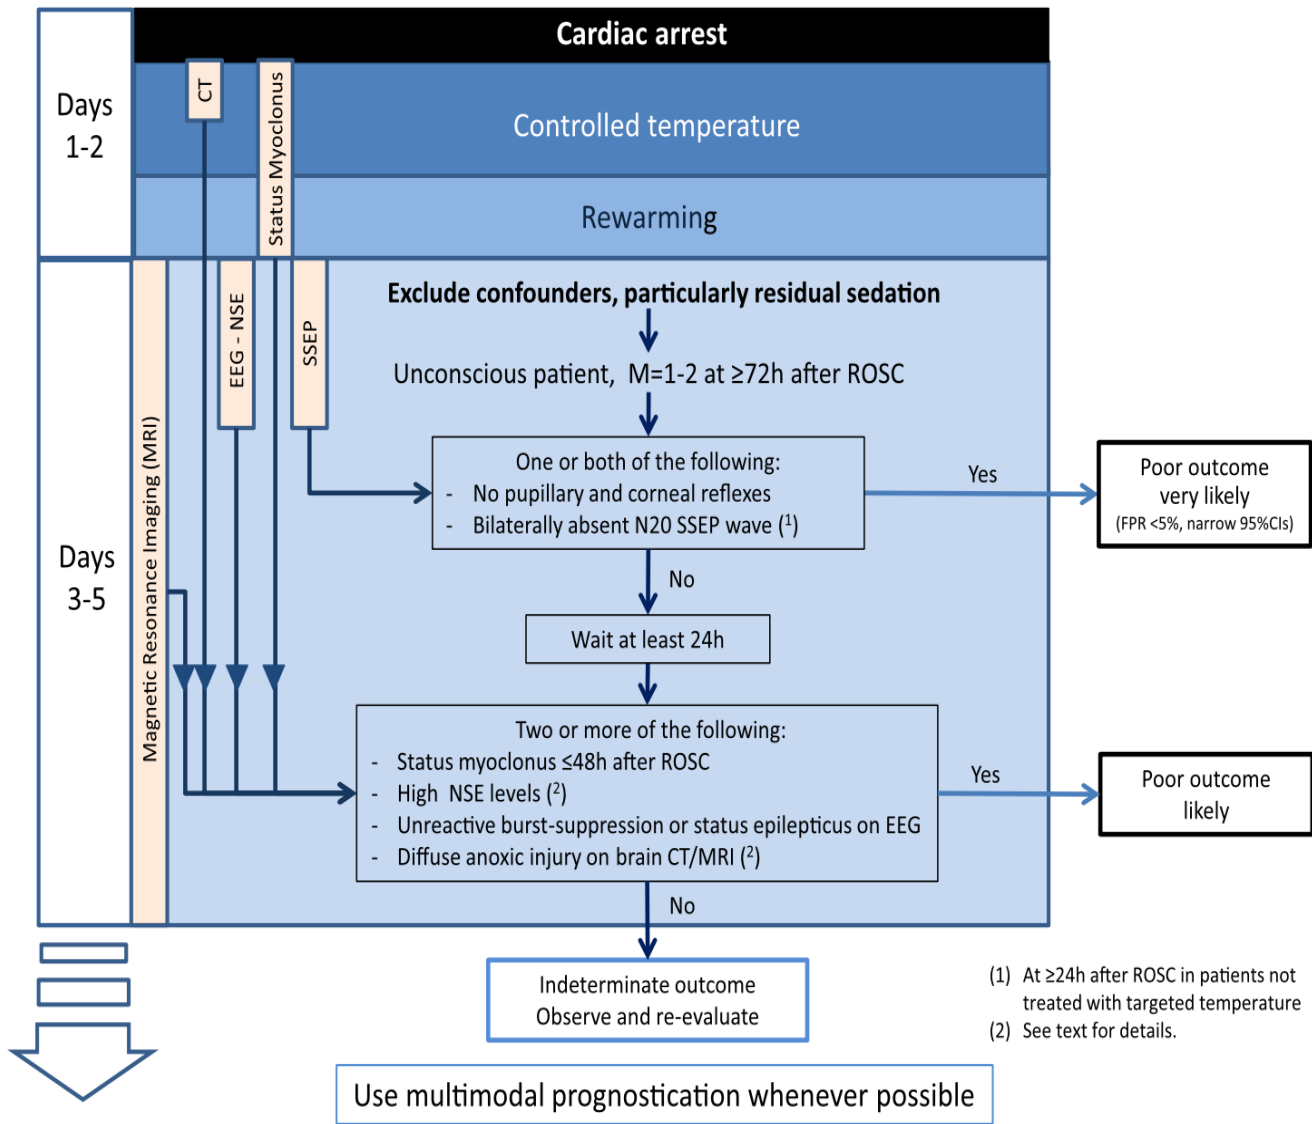 Cardiac arrest
Days
1-2
CT
Status Myoclonus
Controlled temperature
Rewarming
Days
3-5
Magnetic Resonance Imaging (MRI)
EEG - NSE
SSEP
Exclude confounders, particularly residual sedation
Unconscious patient, M=1-2 at ≥72h after ROSC
One or both of the following:
- No pupillary and corneal reflexes
- Bilaterally absent N20 SSEP wave (¹)
Yes
Poor outcome
very likely
(FPR <5%, narrow 95%CIs)
No
Wait at least 24h
Two or more of the following:
- Status myoclonus ≤48h after ROSC
- High NSE levels (²)
- Unreactive burst-suppression or status epilepticus on EEG
- Diffuse anoxic injury on brain CT/MRI (²)
Yes
Poor outcome
likely
No
Indeterminate outcome
Observe and re-evaluate
(1) At ≥24h after ROSC in patients not
treated with targeted temperature
(2) See text for details.
Use multimodal prognostication whenever possible